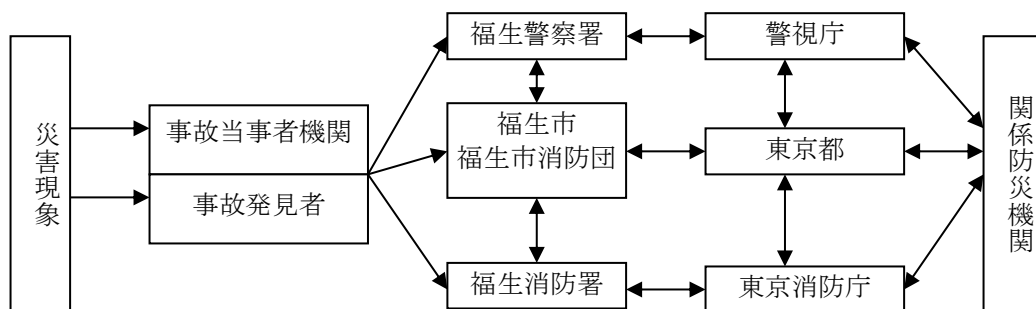 災害現象
事故当事者機関
事故発見者
福生警察署
福生市
福生市消防団
福生消防署
警視庁
東京都
東京消防庁
関係防災機関